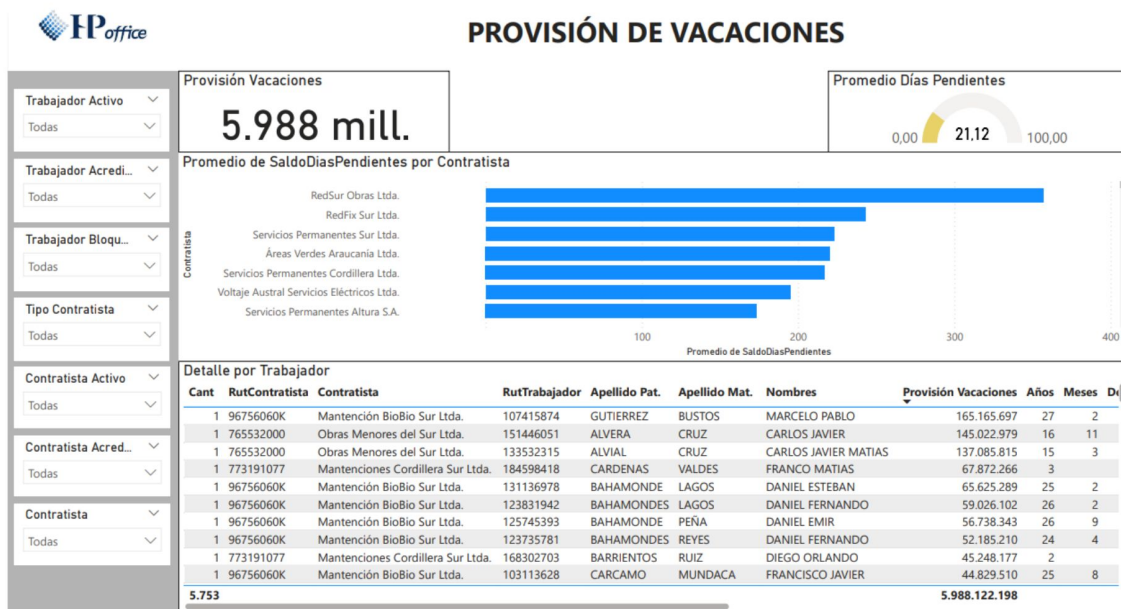 HP office
PROVISIÓN DE VACACIONES
Trabajador Activo
Todas
Trabajador Acredi...
Todas
Trabajador Bloqu...
Todas
Tipo Contratista
Todas
Contratista Activo
Todas
Contratista Acred...
Todas
Contratista
Todas
Provisión Vacaciones
5.988 mill.
Promedio Días Pendientes
0,00 21,12 100,00
Promedio de SaldoDiasPendientes por Contratista
Contratista
RedSur Obras Ltda.
RedFix Sur Ltda.
Servicios Permanentes Sur Ltda.
Áreas Verdes Araucania Ltda.
Servicios Permanentes Cordillera Ltda.
Voltaje Austral Servicios Eléctricos Ltda.
Servicios Permanentes Altura S.A.
100 200 300 400
Promedio de SaldoDiasPendientes
Detalle por Trabajador
Cant RutContratista Contratista RutTrabajador Apellido Pat. Apellido Mat. Nombres Provisión Vacaciones Años Meses
1 96756060K Mantención BioBio Sur Ltda. 107415874 GUTIERREZ BUSTOS MARCELO PABLO 165.165.697 27 2
1 765532000 Obras Menores del Sur Ltda. 151446051 ALVERA CRUZ CARLOS JAVIER 145.022.979 16 11
1 765532000 Obras Menores del Sur Ltda. 133532315 ALVIAL CRUZ CARLOS JAVIER MATIAS 137.085.815 15 3
1 773191077 Mantenciones Cordillera Sur Ltda. 184598418 CARDENAS VALDES FRANCO MATIAS 67.872.266 3
1 96756060K Mantención BioBio Sur Ltda. 131136978 BAHAMONDE LAGOS DANIEL ESTEBAN 65.625.289 25 2
1 96756060K Mantención BioBio Sur Ltda. 123831942 BAHAMONDES LAGOS DANIEL FERNANDO 59.026.102 26 2
1 96756060K Mantención BioBio Sur Ltda. 125745393 BAHAMONDE PEÑA DANIEL EMIR 56.738.343 26 9
1 96756060K Mantención BioBio Sur Ltda. 123735781 BAHAMONDES REYES DANIEL FERNANDO 52.185.210 24 4
1 773191077 Mantenciones Cordillera Sur Ltda. 168302703 BARRIENTOS RUIZ DIEGO ORLANDO 45.248.177 2
1 96756060K Mantención BioBio Sur Ltda. 103113628 CARCAMO MUNDACA FRANCISCO JAVIER 44.829.510 25 8
5.753 5.988.122.198